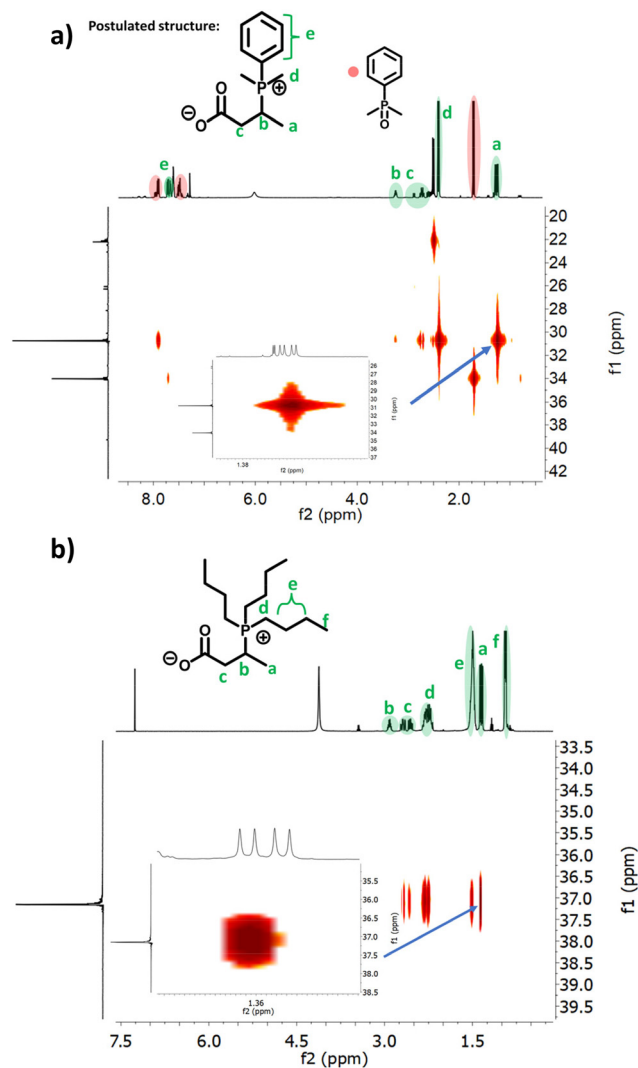 a)
Postulated structure:
e
d
P
⊕
O
⊖
O
c
b
a
P
O
e
b
c
d
a
20
22
24
26
28
30
32
34
36
38
40
42
f1 (ppm)
26
27
28
29
30
31
32
33
34
35
36
37
f1 (ppm)
1.38
f2 (ppm)
8.0
6.0
4.0
2.0
f2 (ppm)
b)
e
d
f
P
⊕
O
⊖
O
c
b
a
b
c
d
e
a
f
33.5
34.0
34.5
35.0
35.5
36.0
36.5
37.0
37.5
38.0
38.5
39.0
39.5
f1 (ppm)
35.5
36.0
36.5
37.0
37.5
38.0
38.5
f1 (ppm)
1.36
f2 (ppm)
7.5
6.0
4.5
3.0
1.5
f2 (ppm)